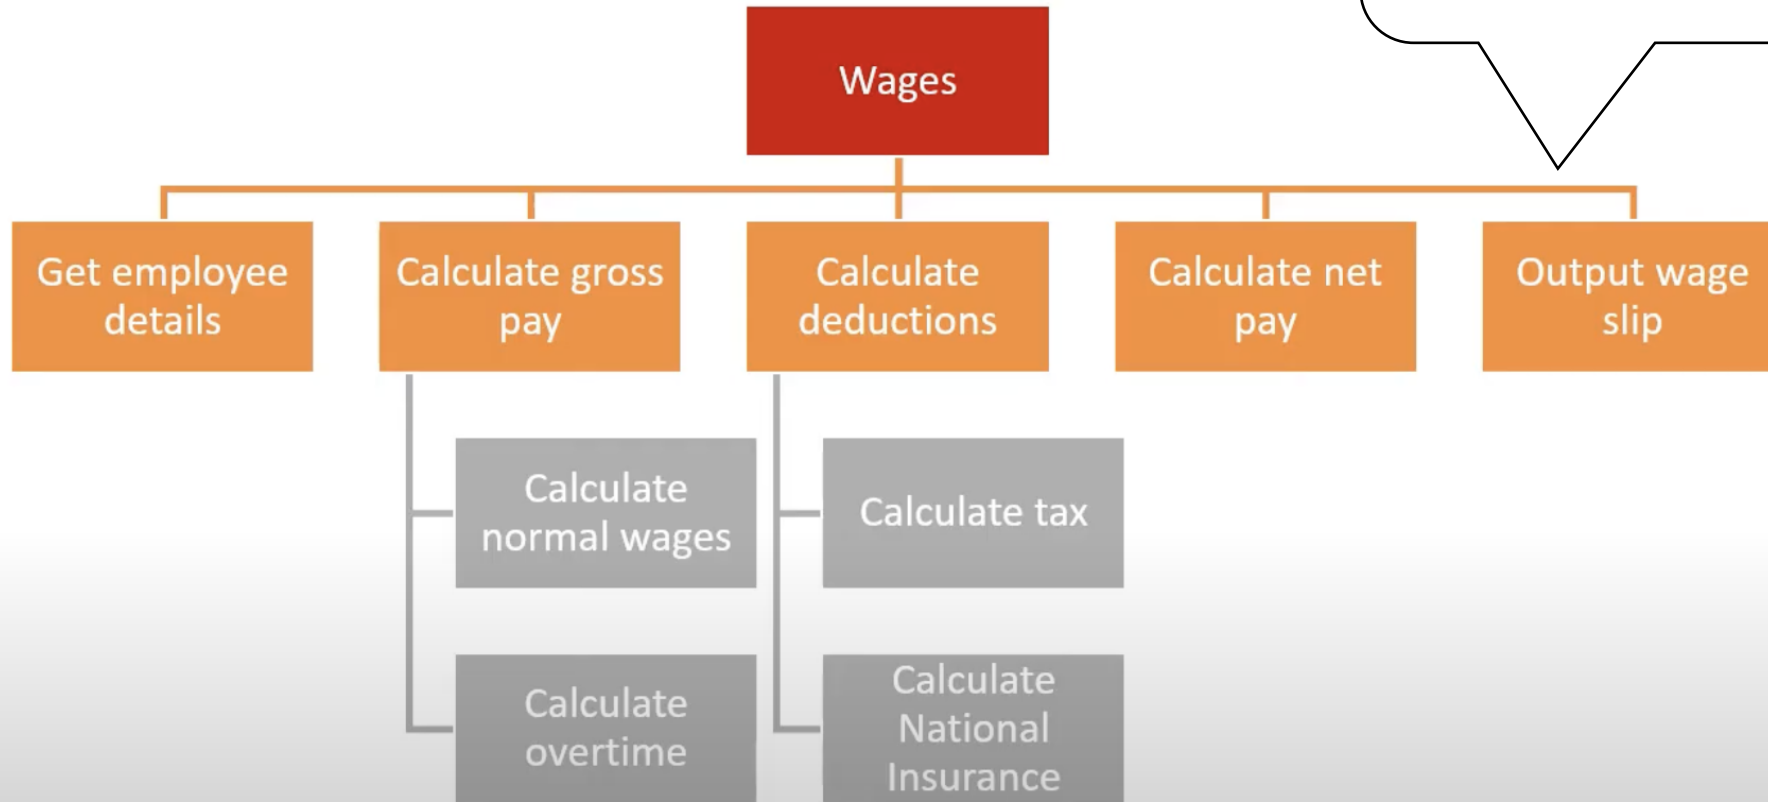 Wages
Get employee
details
Calculate gross
pay
Calculate
deductions
Calculate net
pay
Output wage
slip
Calculate
normal wages
Calculate tax
Calculate
overtime
Calculate
National
Insurance